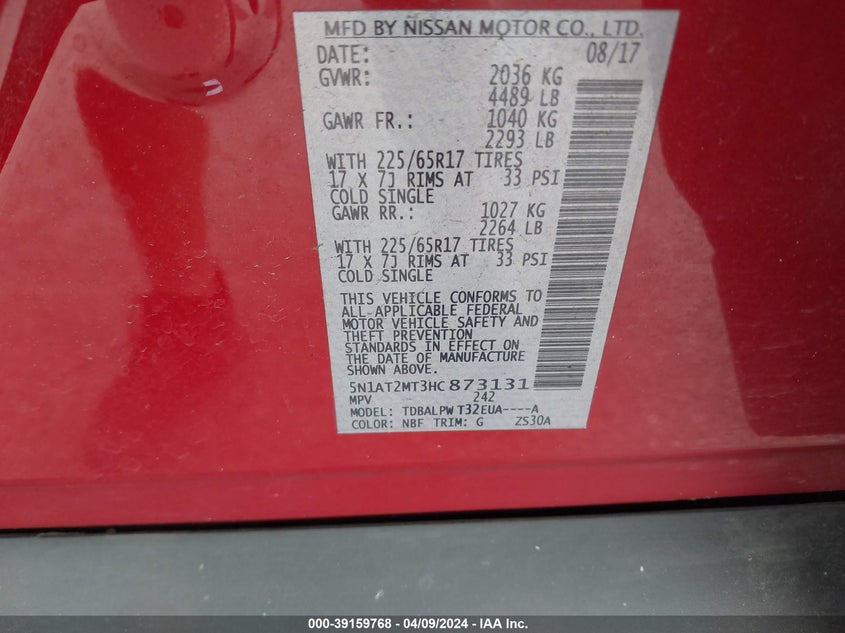 MFD BY NISSAN MOTOR CO., LTD.
DATE: 08/17
GVWR: 2036 KG
4489 LB
GAWR FR.: 1040 KG
2293 LB
WITH 225/65R17 TIRES
17 X 7J RIMS AT 33 PSI
COLD SINGLE
GAWR RR.: 1027 KG
2264 LB
WITH 225/65R17 TIRES
17 X 7J RIMS AT 33 PSI
COLD SINGLE
THIS VEHICLE CONFORMS TO
ALL-APPLICABLE FEDERAL
MOTOR VEHICLE SAFETY AND
THEFT PREVENTION
STANDARDS IN EFFECT ON
THE DATE OF MANUFACTURE
SHOWN ABOVE.
5N1AT2MT3HC873131
MPV 242
MODEL: TDBALPW T32EUA----A
COLOR: NBF TRIM: G ZS30A
000-39159768 - 04/09/2024 - IAA Inc.